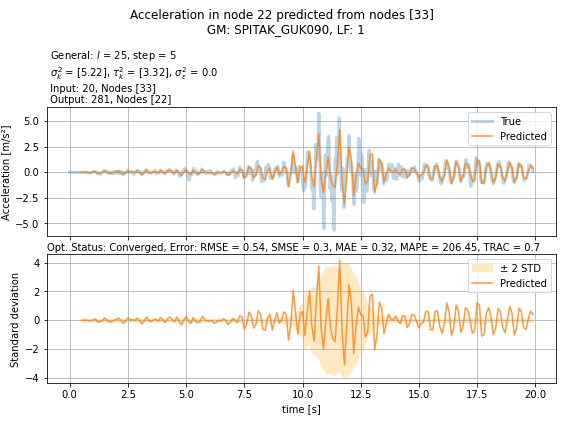 Acceleration in node 22 predicted from nodes [33]
GM: SPITAK_GUK090, LF: 1
General: l = 25, step = 5
σ²ₖ = [5.22], τ²ₖ = [3.32], σ²ε = 0.0
Input: 20, Nodes [33]
Output: 281, Nodes [22]
Acceleration [m/s²]
5.0
2.5
0.0
−2.5
−5.0
True
Predicted
Opt. Status: Converged, Error: RMSE = 0.54, SMSE = 0.3, MAE = 0.32, MAPE = 206.45, TRAC = 0.7
Standard deviation
4
2
0
−2
−4
± 2 STD
Predicted
0.0 2.5 5.0 7.5 10.0 12.5 15.0 17.5 20.0
time [s]